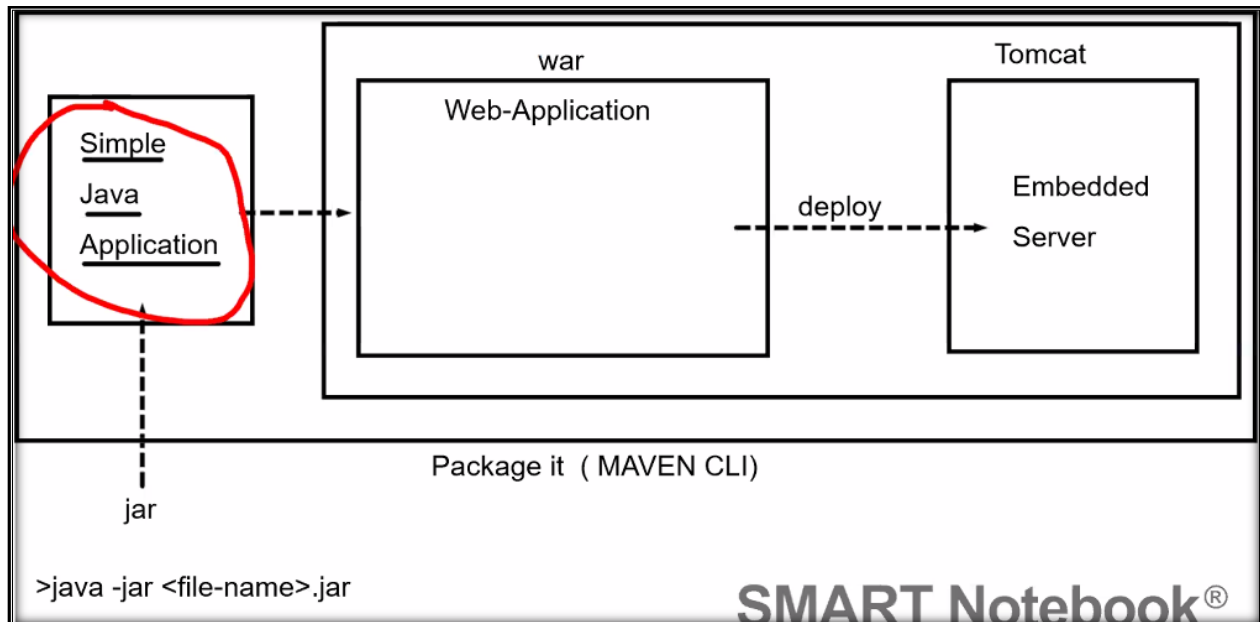 war
Tomcat
Simple
Java
Application
Web-Application
deploy
Embedded
Server
Package it ( MAVEN CLI)
jar
>java -jar <file-name>.jar
SMART Notebook®